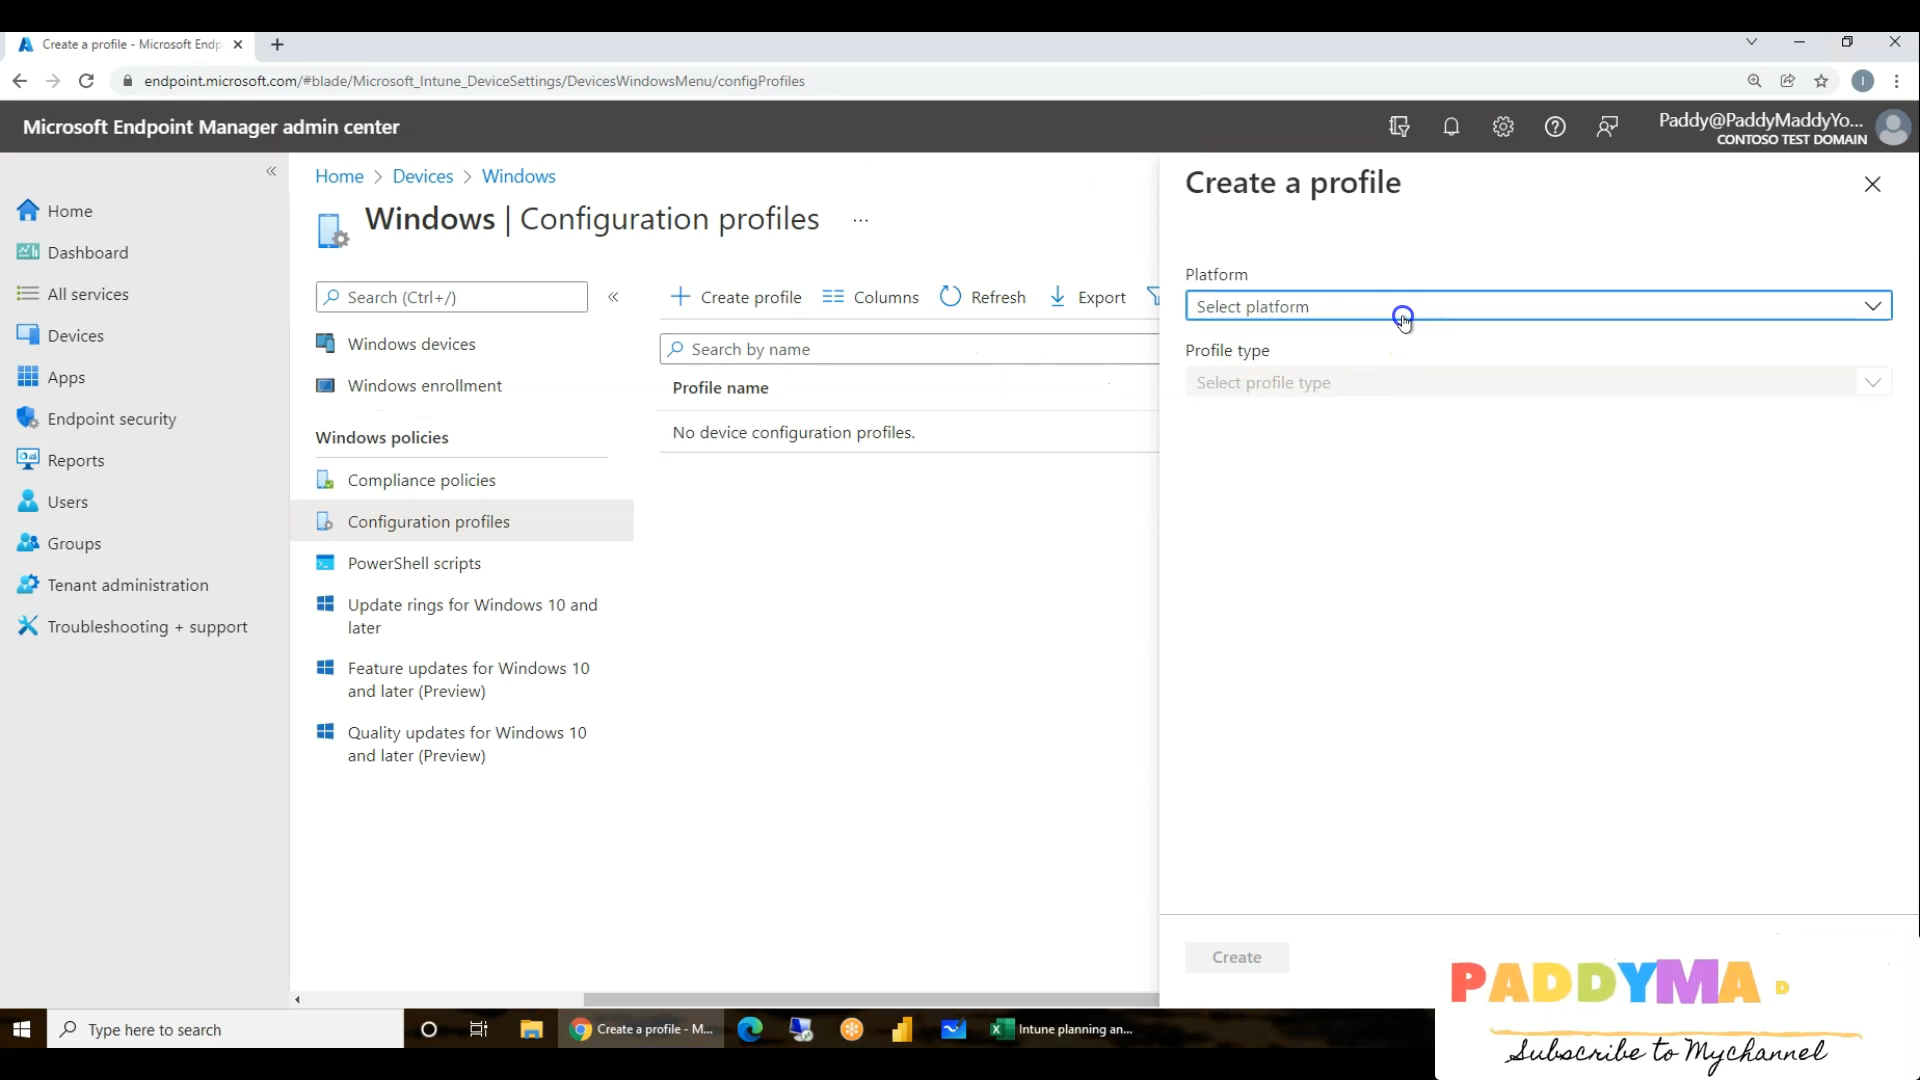 Create a profile - Microsoft Endp
endpoint.microsoft.com/#blade/Microsoft_Intune_DeviceSettings/DevicesWindowsMenu/configProfiles
I
Microsoft Endpoint Manager admin center
Paddy@PaddyMaddyYo...
CONTOSO TEST DOMAIN
Home
Dashboard
All services
Devices
Apps
Endpoint security
Reports
Users
Groups
Tenant administration
Troubleshooting + support
Home > Devices > Windows
Windows | Configuration profiles ...
Search (Ctrl+/)
Windows devices
Windows enrollment
Windows policies
Compliance policies
Configuration profiles
PowerShell scripts
Update rings for Windows 10 and
later
Feature updates for Windows 10
and later (Preview)
Quality updates for Windows 10
and later (Preview)
Create profile Columns Refresh Export
Search by name
Profile name
No device configuration profiles.
Create a profile
Platform
Select platform
Profile type
Select profile type
Create
PADDYMA D
Subscribe to Mychannel
Type here to search
Create a profile - M...
Intune planning an...